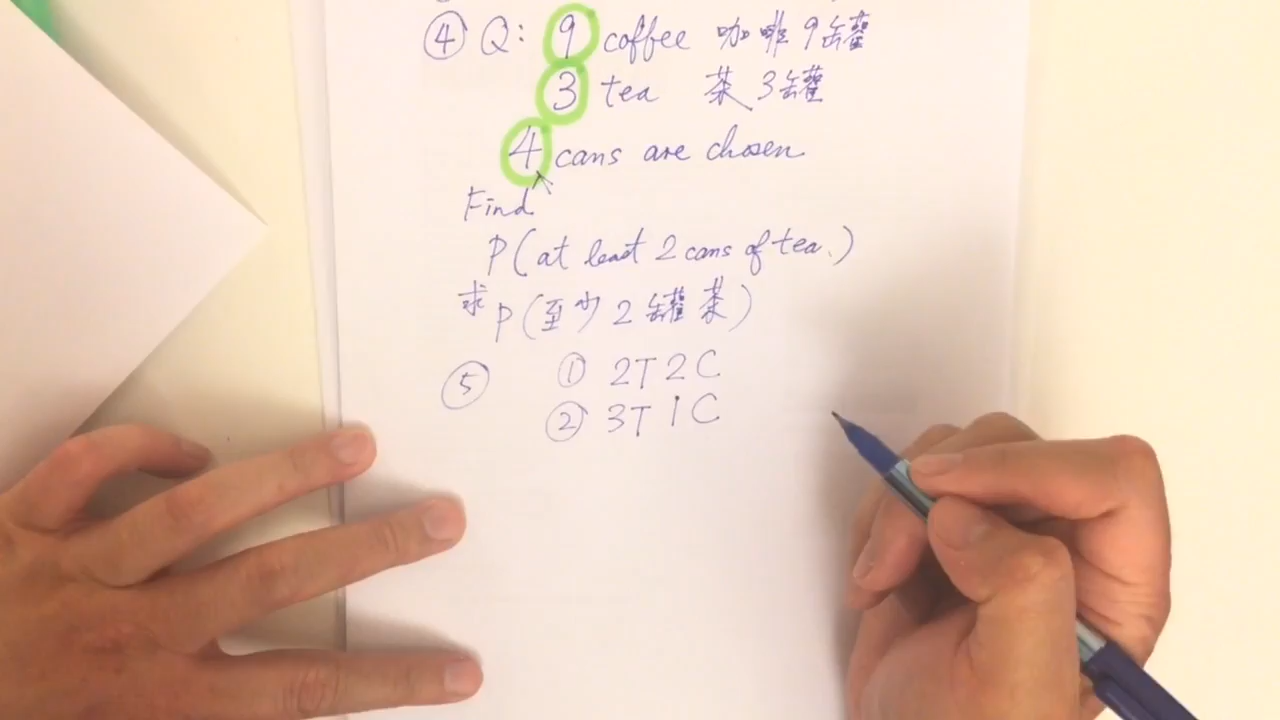 ④ Q: 9 coffee 咖啡 9罐
3 tea 茶 3罐
4 cans are chosen
Find
P(at least 2 cans of tea.)
求 P(至少 2 罐茶)
⑤ ① 2T 2C
② 3T 1C